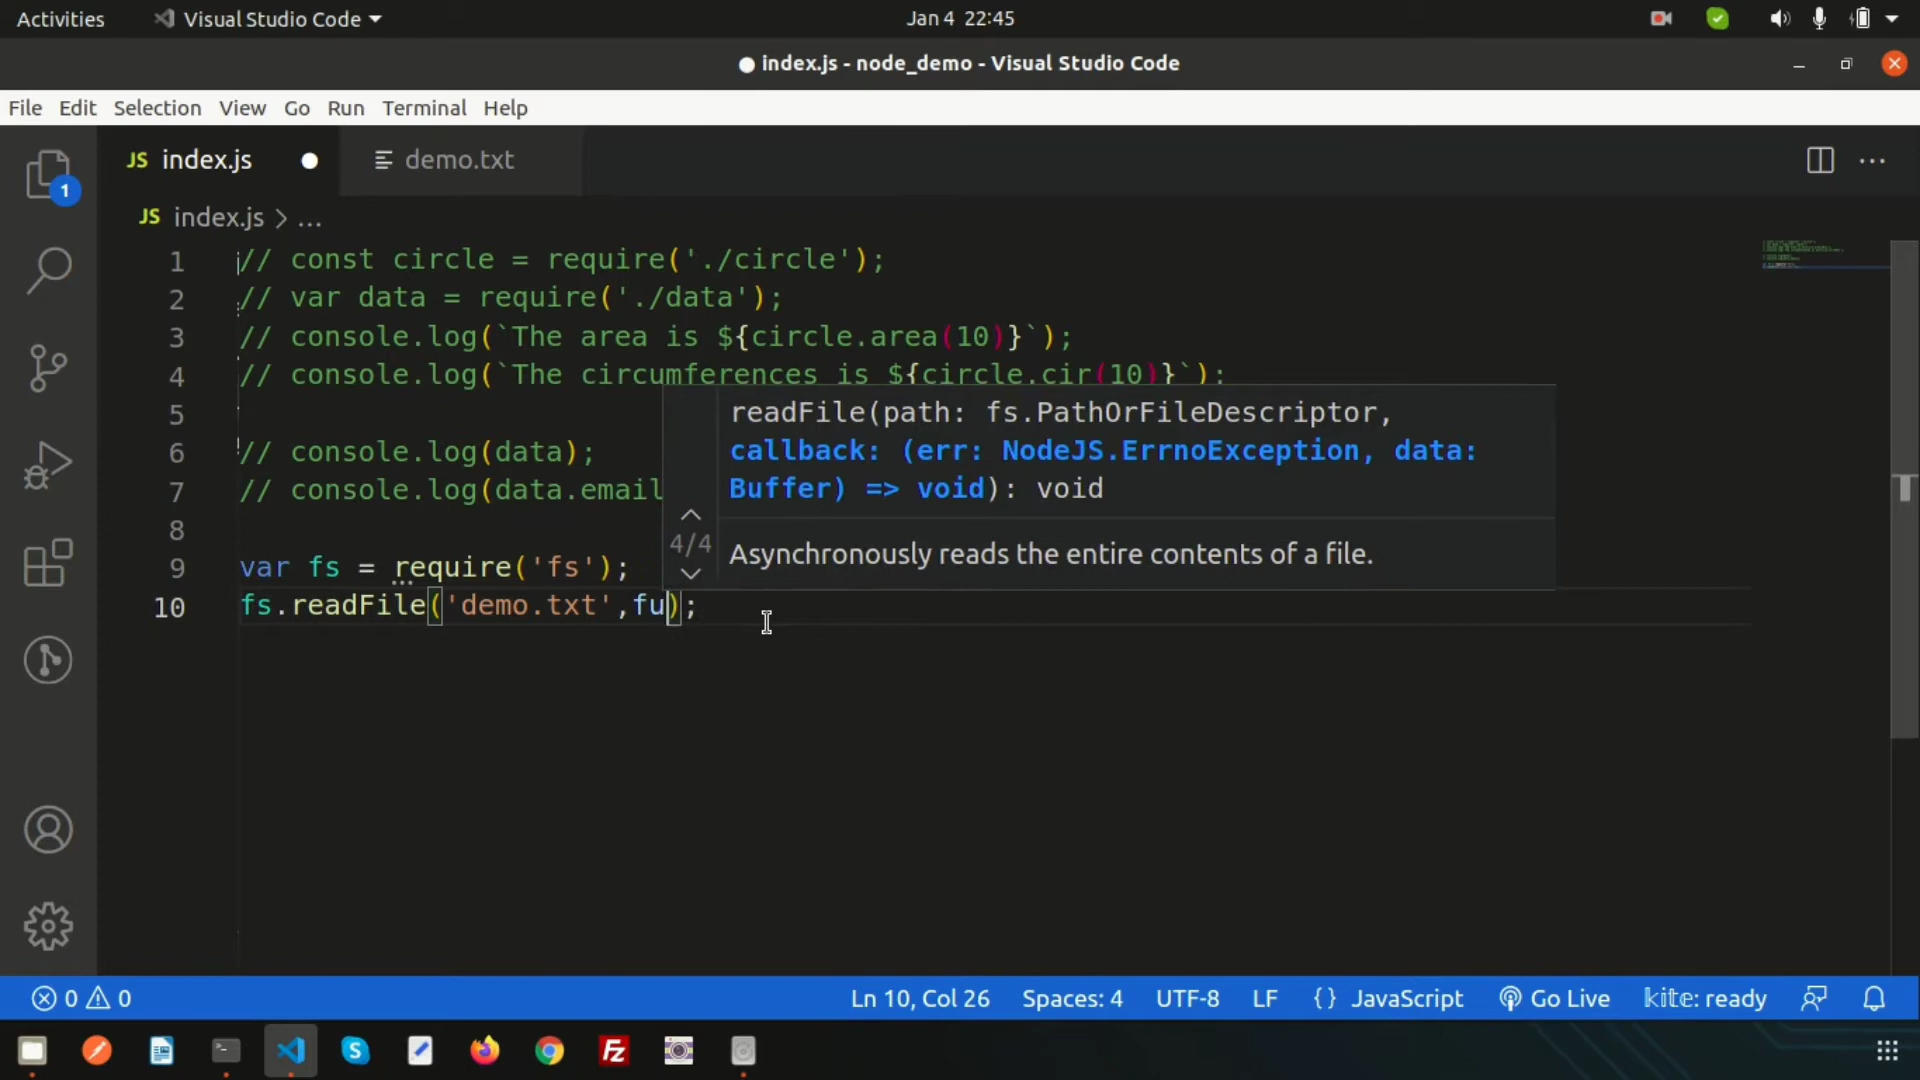 Activities Visual Studio Code Jan 4 22:45
index.js - node_demo - Visual Studio Code
File Edit Selection View Go Run Terminal Help
JS index.js demo.txt ...
1
JS index.js > ...
1 // const circle = require('./circle');
2 // var data = require('./data');
3 // console.log(`The area is ${circle.area(10)}`);
4 // console.log(`The circumferences is ${circle.cir(10)}`);
5
6 // console.log(data);
7 // console.log(data.email
8
9 var fs = require('fs');
10 fs.readFile('demo.txt',fu);
readFile(path: fs.PathOrFileDescriptor,
callback: (err: NodeJS.ErrnoException, data:
Buffer) => void): void
4/4
Asynchronously reads the entire contents of a file.
0 0 Ln 10, Col 26 Spaces: 4 UTF-8 LF {} JavaScript Go Live kite: ready
Fz